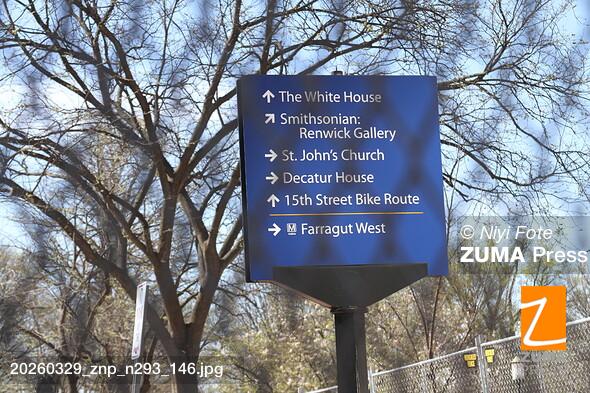 ↑ The White House
↗ Smithsonian:
Renwick Gallery
→ St. John's Church
→ Decatur House
↑ 15th Street Bike Route
→ M Farragut West
© Niyi Fote
ZUMA Press
Z
20260329_znp_n293_146.jpg